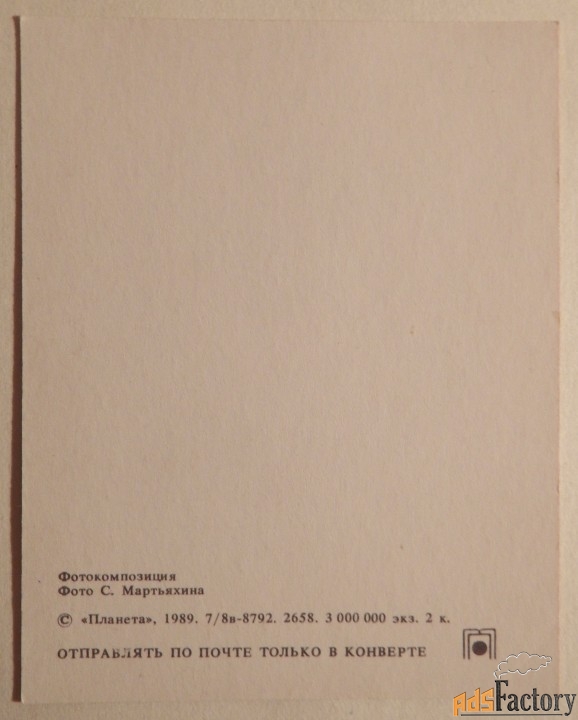 Фотокомпозиция
Фото С. Мартьяхина
© «Планета», 1989. 7/8в-8792. 2658. 3 000 000 экз. 2 к.
ОТПРАВЛЯТЬ ПО ПОЧТЕ ТОЛЬКО В КОНВЕРТЕ
AdsFactory